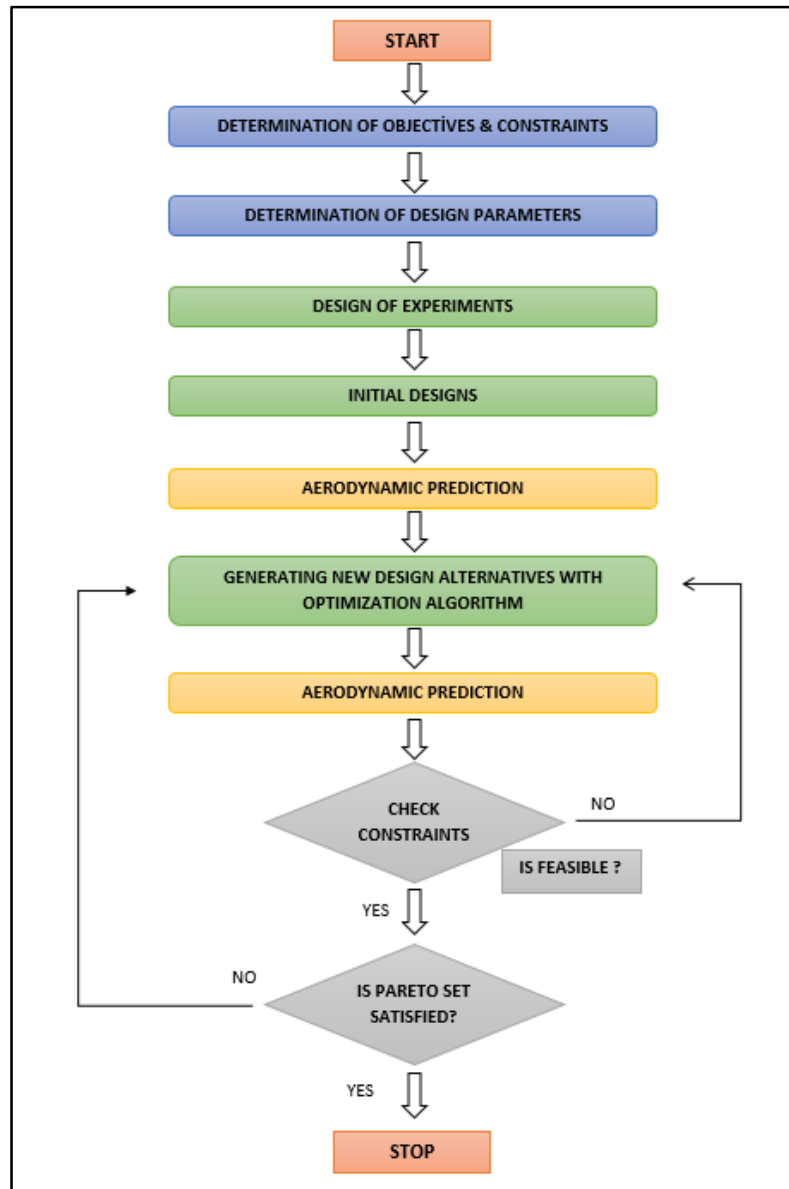 START
DETERMINATION OF OBJECTİVES & CONSTRAINTS
DETERMINATION OF DESIGN PARAMETERS
DESIGN OF EXPERIMENTS
INITIAL DESIGNS
AERODYNAMIC PREDICTION
GENERATING NEW DESIGN ALTERNATIVES WITH
OPTIMIZATION ALGORITHM
AERODYNAMIC PREDICTION
CHECK
CONSTRAINTS
NO
IS FEASIBLE ?
YES
NO
IS PARETO SET
SATISFIED?
YES
STOP